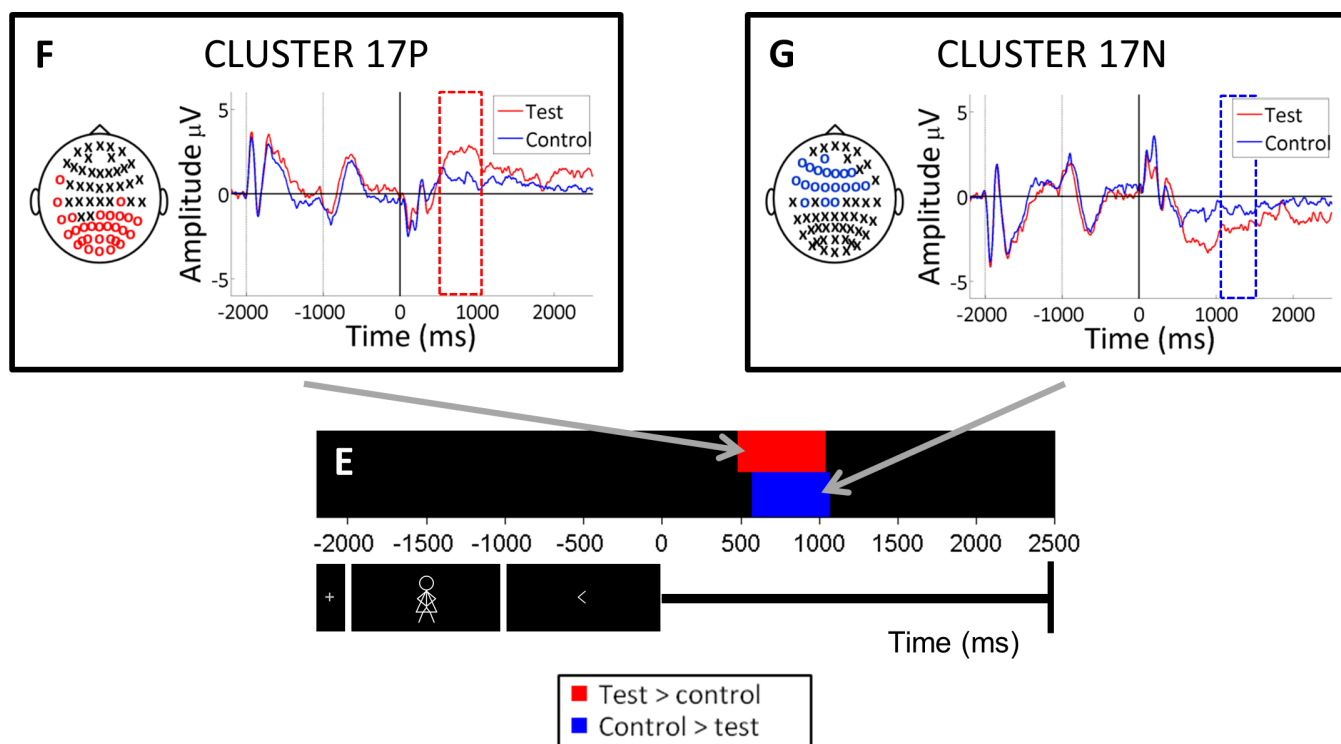 F CLUSTER 17P
5
0
-5
Amplitude μV
Test
Control
-2000 -1000 0 1000 2000
Time (ms)
G CLUSTER 17N
5
0
-5
Amplitude μV
Test
Control
-2000 -1000 0 1000 2000
Time (ms)
E
-2000 -1500 -1000 -500 0 500 1000 1500 2000 2500
Time (ms)
Test > control
Control > test